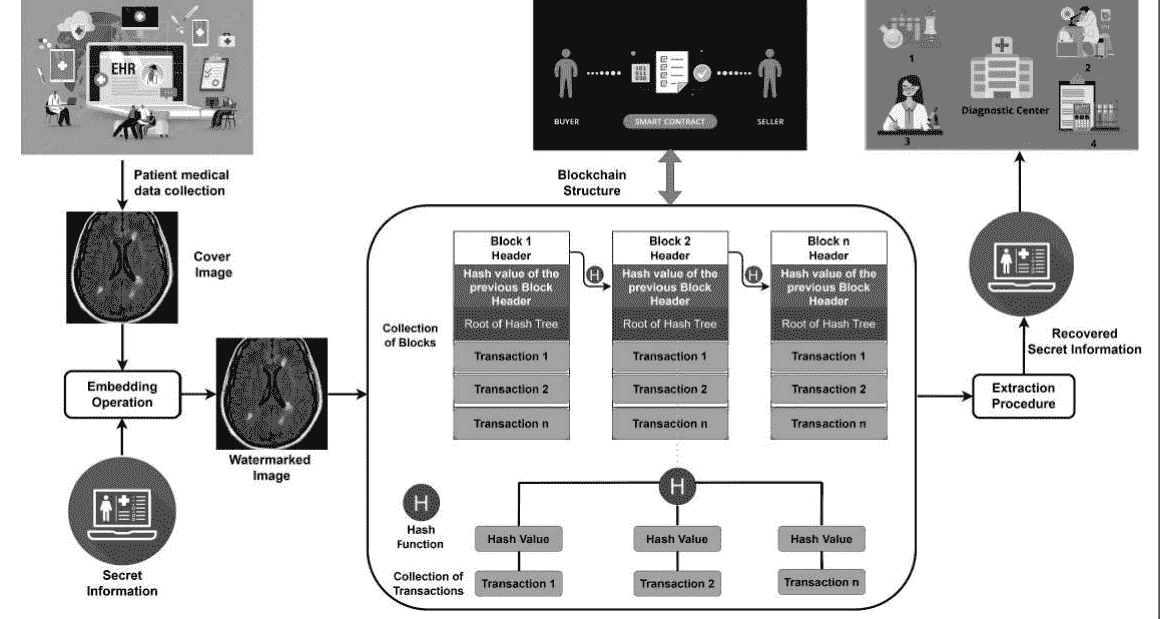 EHR
Patient medical
data collection
Cover
Image
Embedding
Operation
Watermarked
Image
Secret
Information
101
011
000
BUYER
SMART CONTRACT
SELLER
Blockchain
Structure
Collection
of Blocks
Block 1
Header
Hash value of the
previous Block
Header
Root of Hash Tree
Transaction 1
Transaction 2
Transaction n
H
Block 2
Header
Hash value of the
previous Block
Header
Root of Hash Tree
Transaction 1
Transaction 2
Transaction n
H
Block n
Header
Hash value of the
previous Block
Header
Root of Hash Tree
Transaction 1
Transaction 2
Transaction n
H
Hash
Function
H
Hash Value
Hash Value
Hash Value
Collection of
Transactions
Transaction 1
Transaction 2
Transaction n
Extraction
Procedure
Recovered
Secret Information
1
2
Diagnostic Center
3
4